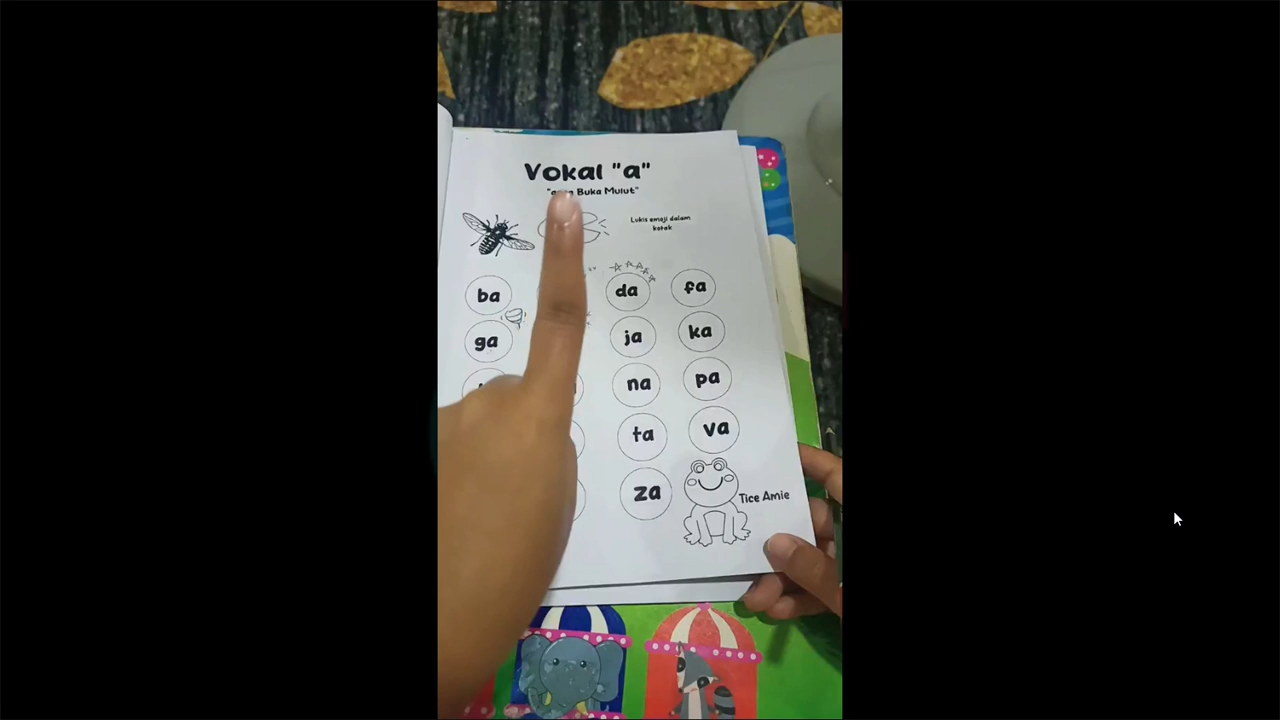 Vokal "a"
Buka Mulut"
Lukis emoji dalam
kotak
ba da fa
ga ja ka
na pa
ta va
za
Tice Amie